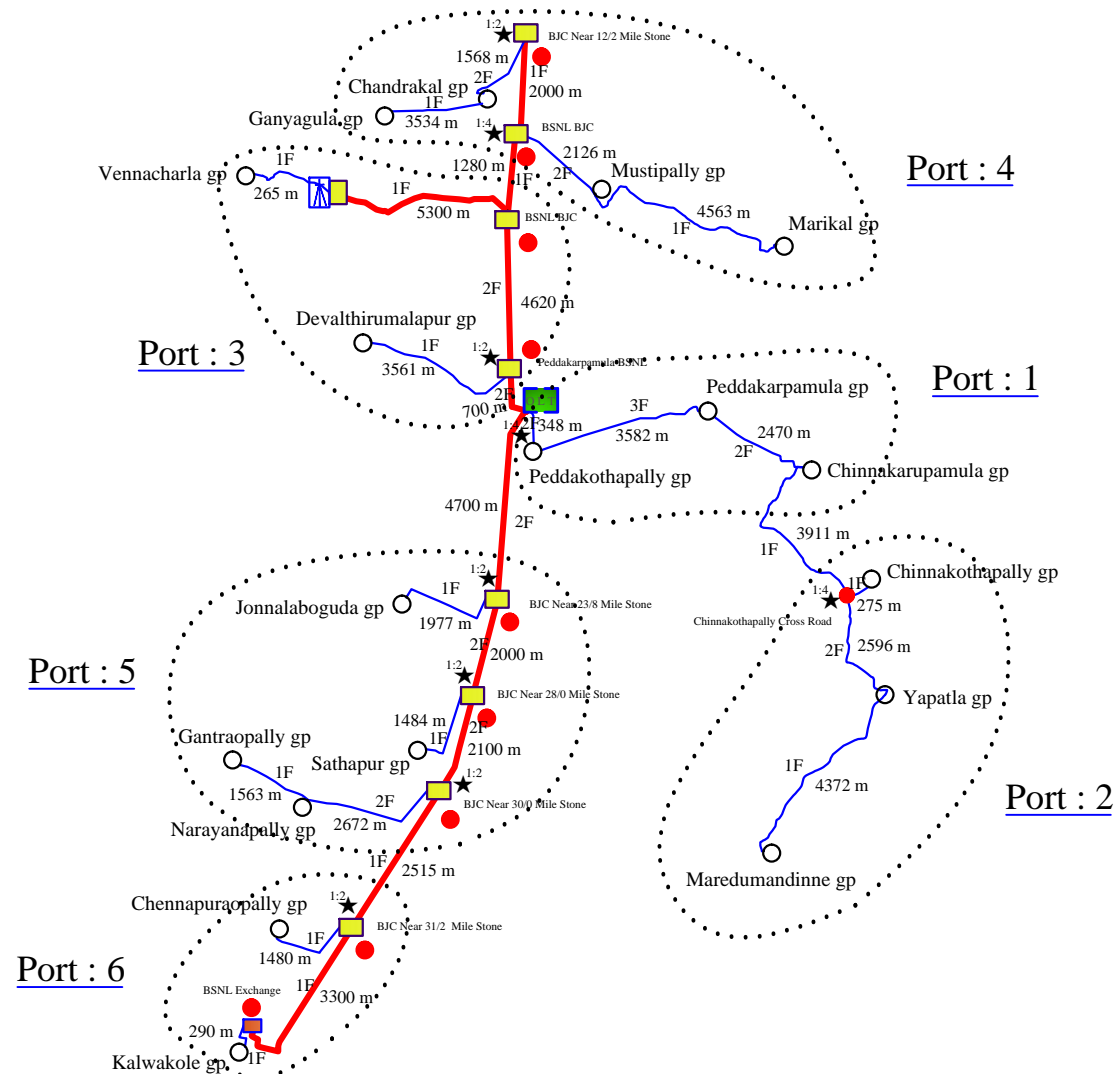 1:2
BJC Near 12/2 Mile Stone
1568 m
1F
2F
2000 m
Chandrakal gp
1F
3534 m
Ganyagula gp
1:4
BSNL BJC
2126 m
2F
1280 m
1F
Mustipally gp
Port : 4
1F
Vennacharla gp
265 m
1F
5300 m
4563 m
1F
Marikal gp
BSNL BJC
2F
4620 m
Devalthirumalapur gp
1F
3561 m
1:2
Peddakarpamula BSNL
Port : 3
Port : 1
2F
700 m
1:4
2F
348 m
3F
3582 m
Peddakarpamula gp
2470 m
2F
Peddakothapally gp
Chinnakarupamula gp
4700 m
2F
3911 m
1F
1:2
1F
Jonnalaboguda gp
1977 m
BJC Near 23/8 Mile Stone
Chinnakothapally gp
1F
1:4
275 m
Chinnakothapally Cross Road
2F
2596 m
2F
2000 m
Port : 5
1:2
BJC Near 28/0 Mile Stone
Yapatla gp
1484 m
1F
2F
2100 m
Gantraopally gp
Sathapur gp
1F
1563 m
1:2
2F
BJC Near 30/0 Mile Stone
Narayanapally gp
2672 m
1F
4372 m
Port : 2
1F
2515 m
Maredumandinne gp
Chennapuraopally gp
1:2
BJC Near 31/2 Mile Stone
1F
1480 m
Port : 6
1F
3300 m
BSNL Exchange
290 m
1F
Kalwakole gp